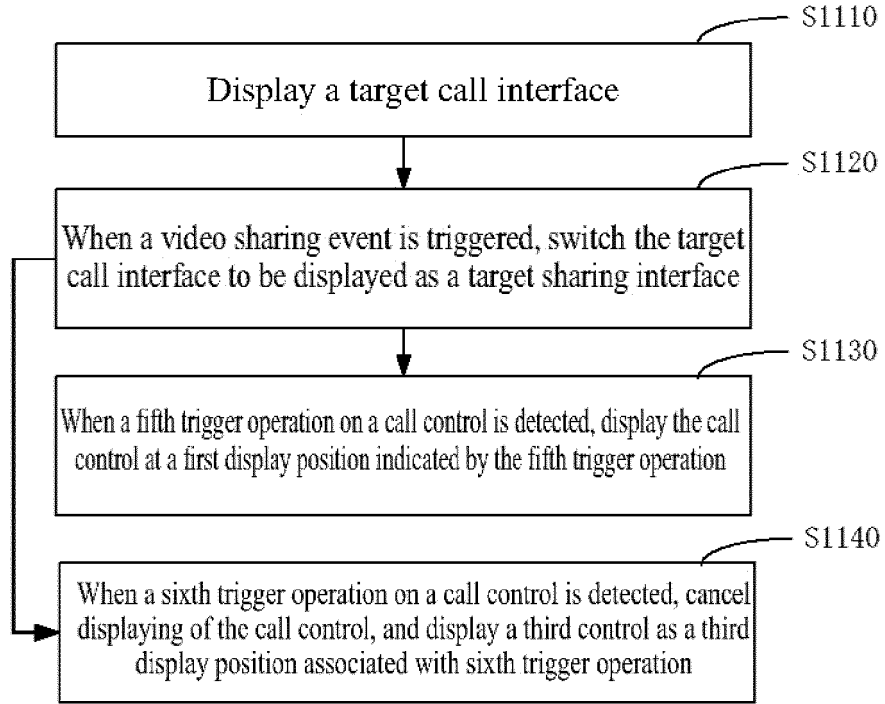 S1110
Display a target call interface
S1120
When a video sharing event is triggered, switch the target
call interface to be displayed as a target sharing interface
S1130
When a fifth trigger operation on a call control is detected, display the call
control at a first display position indicated by the fifth trigger operation
S1140
When a sixth trigger operation on a call control is detected, cancel
displaying of the call control, and display a third control as a third
display position associated with sixth trigger operation